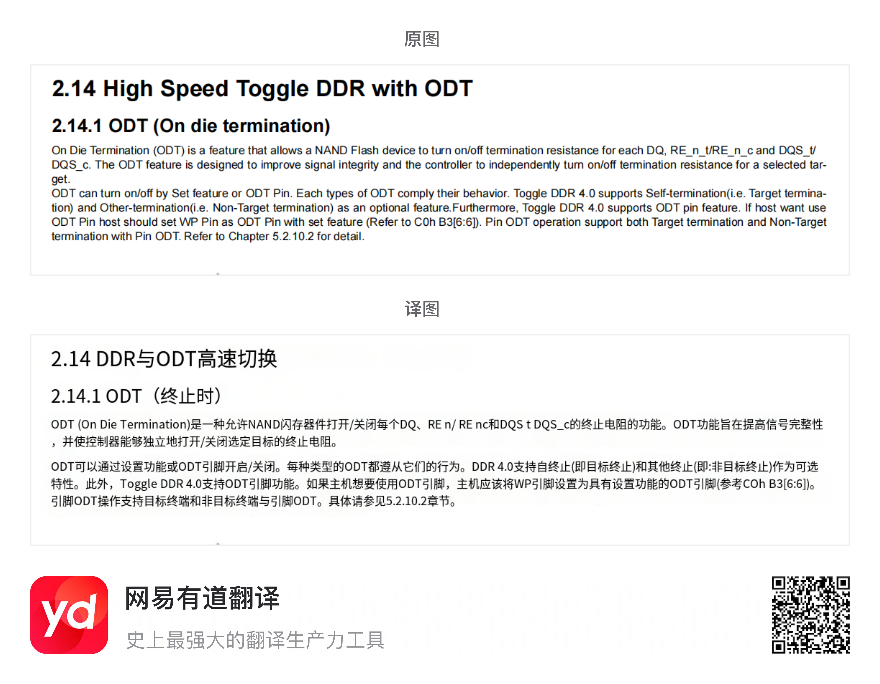 原图
2.14 High Speed Toggle DDR with ODT
2.14.1 ODT (On die termination)
On Die Termination (ODT) is a feature that allows a NAND Flash device to turn on/off termination resistance for each DQ, RE_n_t/RE_n_c and DQS_t/
DQS_c. The ODT feature is designed to improve signal integrity and the controller to independently turn on/off termination resistance for a selected tar-
get.
ODT can turn on/off by Set feature or ODT Pin. Each types of ODT comply their behavior. Toggle DDR 4.0 supports Self-termination(i.e. Target termina-
tion) and Other-termination(i.e. Non-Target termination) as an optional feature.Furthermore, Toggle DDR 4.0 supports ODT pin feature. If host want use
ODT Pin host should set WP Pin as ODT Pin with set feature (Refer to C0h B3[6:6]). Pin ODT operation support both Target termination and Non-Target
termination with Pin ODT. Refer to Chapter 5.2.10.2 for detail.
译图
2.14 DDR与ODT高速切换
2.14.1 ODT（终止时）
ODT (On Die Termination)是一种允许NAND闪存器件打开/关闭每个DQ、RE n/ RE nc和DQS t DQS_c的终止电阻的功能。ODT功能旨在提高信号完整性
，并使控制器能够独立地打开/关闭选定目标的终止电阻。
ODT可以通过设置功能或ODT引脚开启/关闭。每种类型的ODT都遵从它们的行为。DDR 4.0支持自终止(即目标终止)和其他终止(即:非目标终止)作为可选
特性。此外，Toggle DDR 4.0支持ODT引脚功能。如果主机想要使用ODT引脚，主机应该将WP引脚设置为具有设置功能的ODT引脚(参考COh B3[6:6])。
引脚ODT操作支持目标终端和非目标终端与引脚ODT。具体请参见5.2.10.2章节。
yd
网易有道翻译
史上最强大的翻译生产力工具